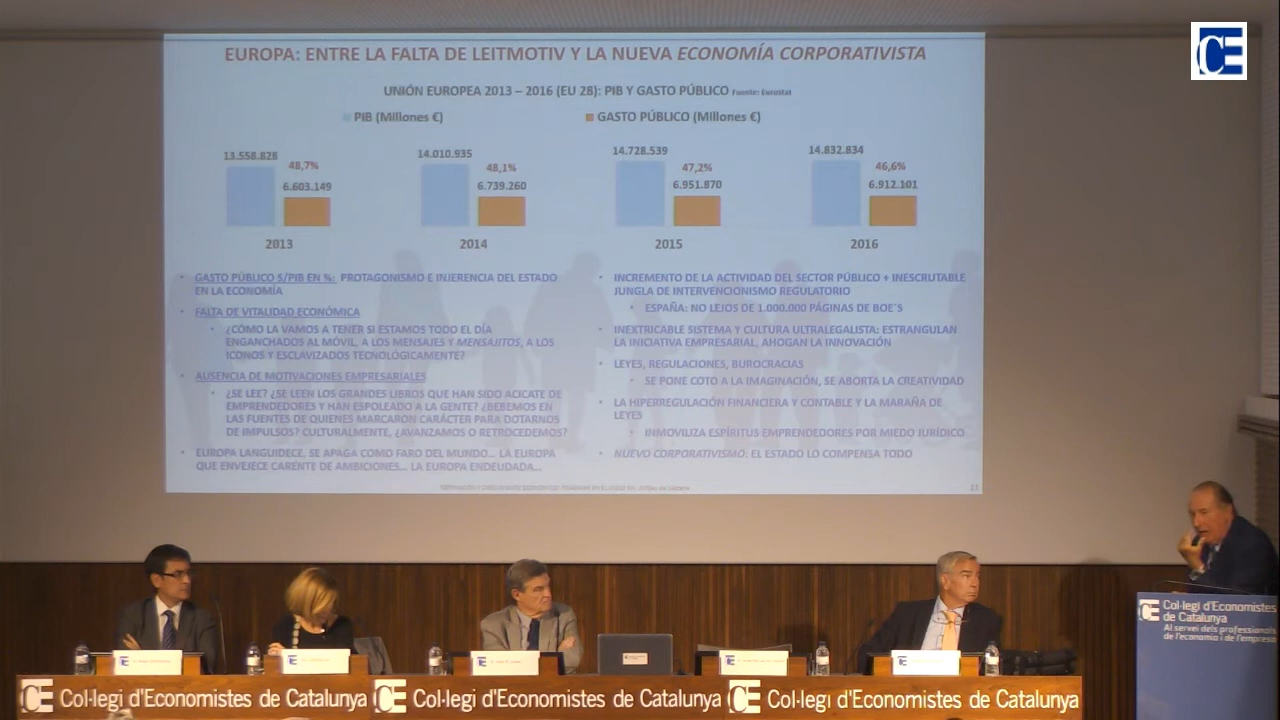 CE
EUROPA: ENTRE LA FALTA DE LEITMOTIV Y LA NUEVA ECONOMÍA CORPORATIVISTA
UNIÓN EUROPEA 2013 – 2016 (EU 28): PIB Y GASTO PÚBLICO Fuente: Eurostat
PIB (Millones €) GASTO PÚBLICO (Millones €)
13.558.828 48,7% 6.603.149
14.010.935 48,1% 6.739.260
14.728.539 47,2% 6.951.870
14.832.834 46,6% 6.912.101
2013 2014 2015 2016
• GASTO PÚBLICO S/PIB EN %: PROTAGONISMO E INJERENCIA DEL ESTADO
EN LA ECONOMÍA
• FALTA DE VITALIDAD ECONÓMICA
• ¿CÓMO LA VAMOS A TENER SI ESTAMOS TODO EL DÍA
ENGANCHADOS AL MÓVIL, A LOS MENSAJES Y MENSAJITOS, A LOS
ICONOS Y ESCLAVIZADOS TECNOLÓGICAMENTE?
• AUSENCIA DE MOTIVACIONES EMPRESARIALES
• ¿SE LEE? ¿SE LEEN LOS GRANDES LIBROS QUE HAN SIDO ACICATE DE
EMPRENDEDORES Y HAN ESPOLEADO A LA GENTE? ¿BEBEMOS EN
LAS FUENTES DE QUIENES MARCARON CARÁCTER PARA DOTARNOS
DE IMPULSOS? CULTURALMENTE, ¿AVANZAMOS O RETROCEDEMOS?
• EUROPA LANGUIDECE, SE APAGA COMO FARO DEL MUNDO... LA EUROPA
QUE ENVEJECE CARENTE DE AMBICIONES... LA EUROPA ENDEUDADA...
• INCREMENTO DE LA ACTIVIDAD DEL SECTOR PÚBLICO + INESCRUTABLE
JUNGLA DE INTERVENCIONISMO REGULATORIO
• ESPAÑA: NO LEJOS DE 1.000.000 PÁGINAS DE BOE´S
• INEXTRICABLE SISTEMA Y CULTURA ULTRALEGALISTA: ESTRANGULAN
LA INICIATIVA EMPRESARIAL, AHOGAN LA INNOVACIÓN
• LEYES, REGULACIONES, BUROCRACIAS
• SE PONE COTO A LA IMAGINACIÓN, SE ABORTA LA CREATIVIDAD
• LA HIPERREGULACIÓN FINANCIERA Y CONTABLE Y LA MARAÑA DE
LEYES
• INMOVILIZA ESPÍRITUS EMPRENDEDORES POR MIEDO JURÍDICO
• NUEVO CORPORATIVISMO: EL ESTADO LO COMPENSA TODO
CE Col·legi d'Economistes
de Catalunya
Al servei dels professionals
de l'economia i de l'empresa
CE Col·legi d'Economistes de Catalunya CE Col·legi d'Economistes de Catalunya CE Col·legi d'Economistes de Catalunya